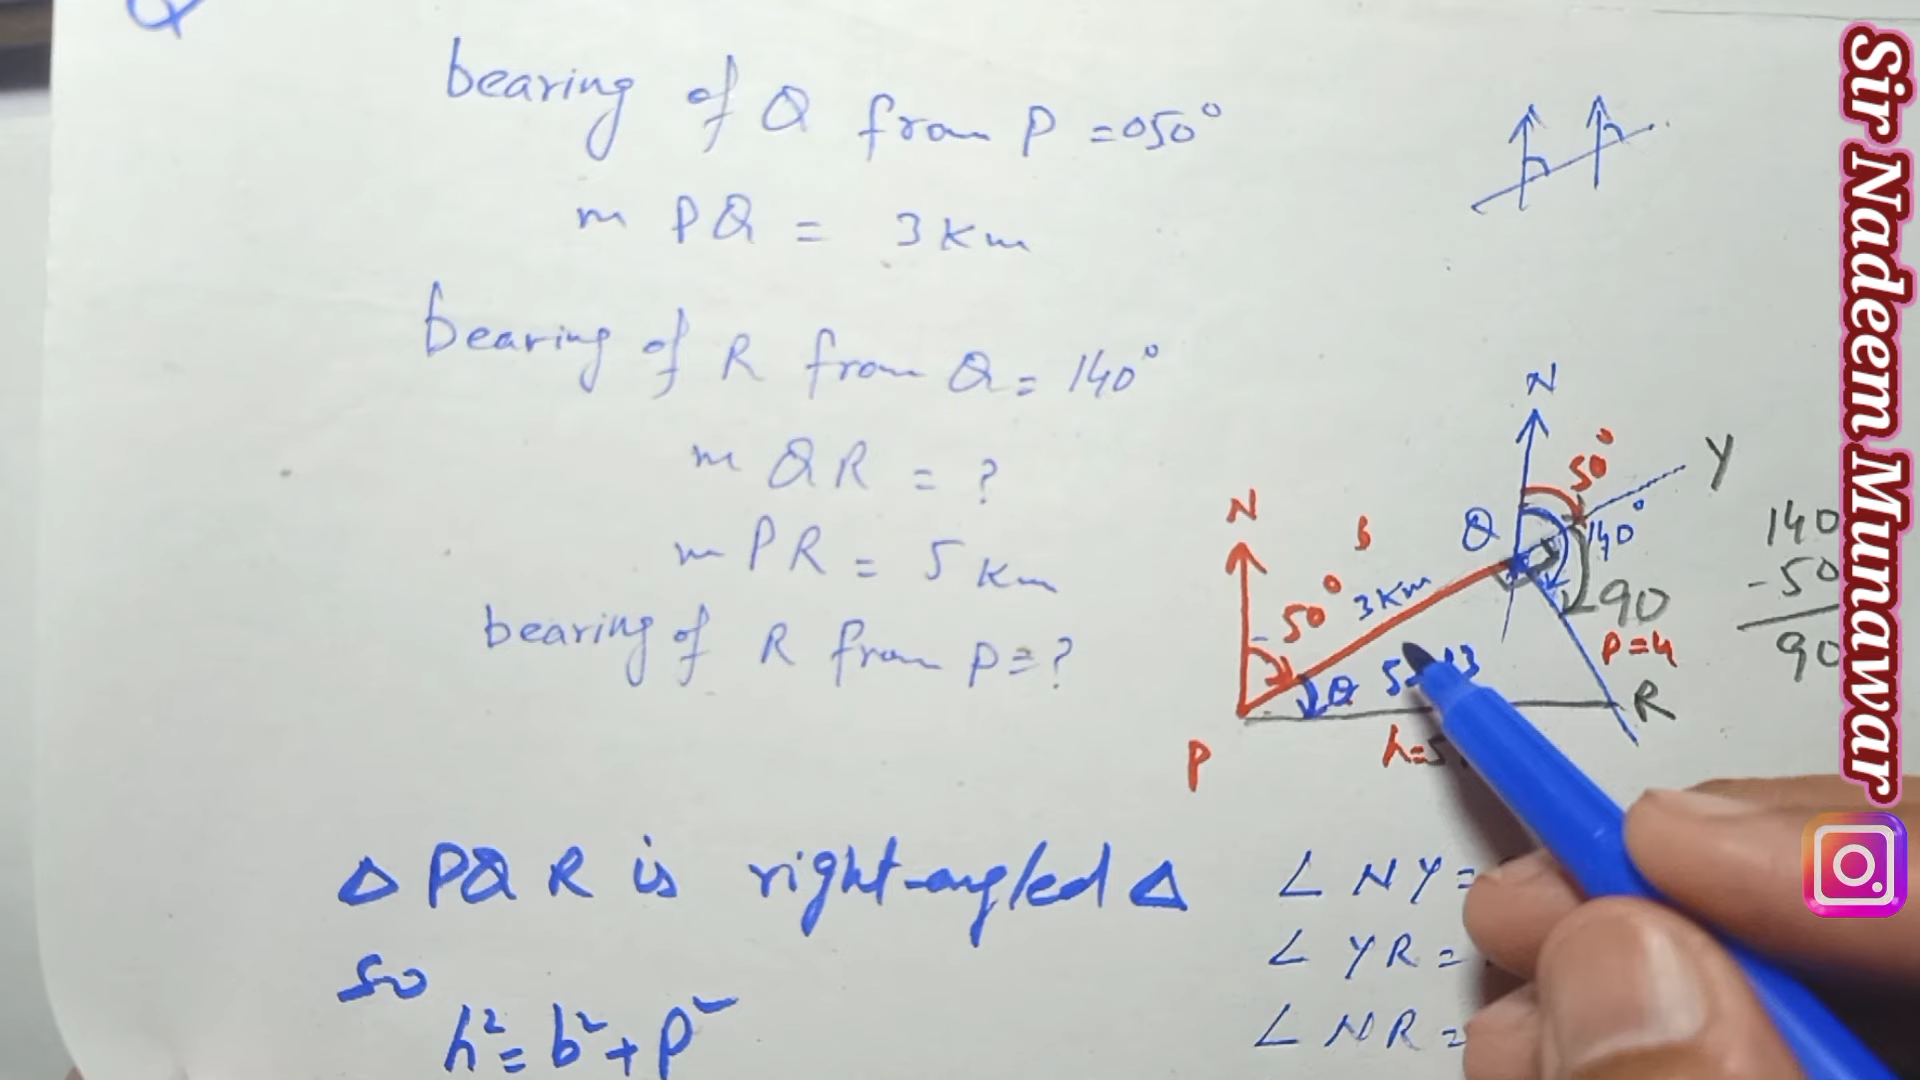 bearing of Q from P = 050°
m PQ = 3 Km
bearing of R from Q = 140°
m QR = ?
m PR = 5 Km
bearing of R from P = ?
N
50°
3 Km
b
Q
N
50°
Y
140°
90
P=4
R
θ
h=5
P
140
-50
90
△ PQR is right-angled △
so
h² = b² + p²
∠ NY =
∠ YR =
∠ NR =
Sir Nadeem Munawar